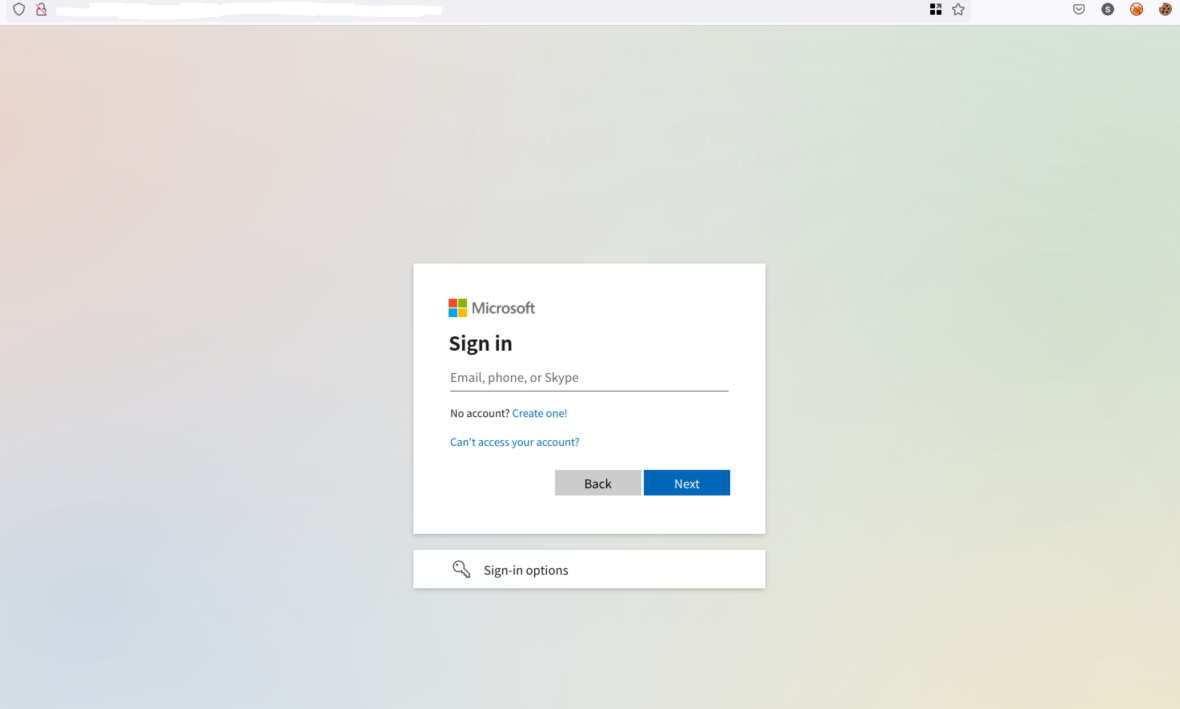 S
Microsoft
Sign in
Email, phone, or Skype
No account? Create one!
Can't access your account?
Back
Next
Sign-in options